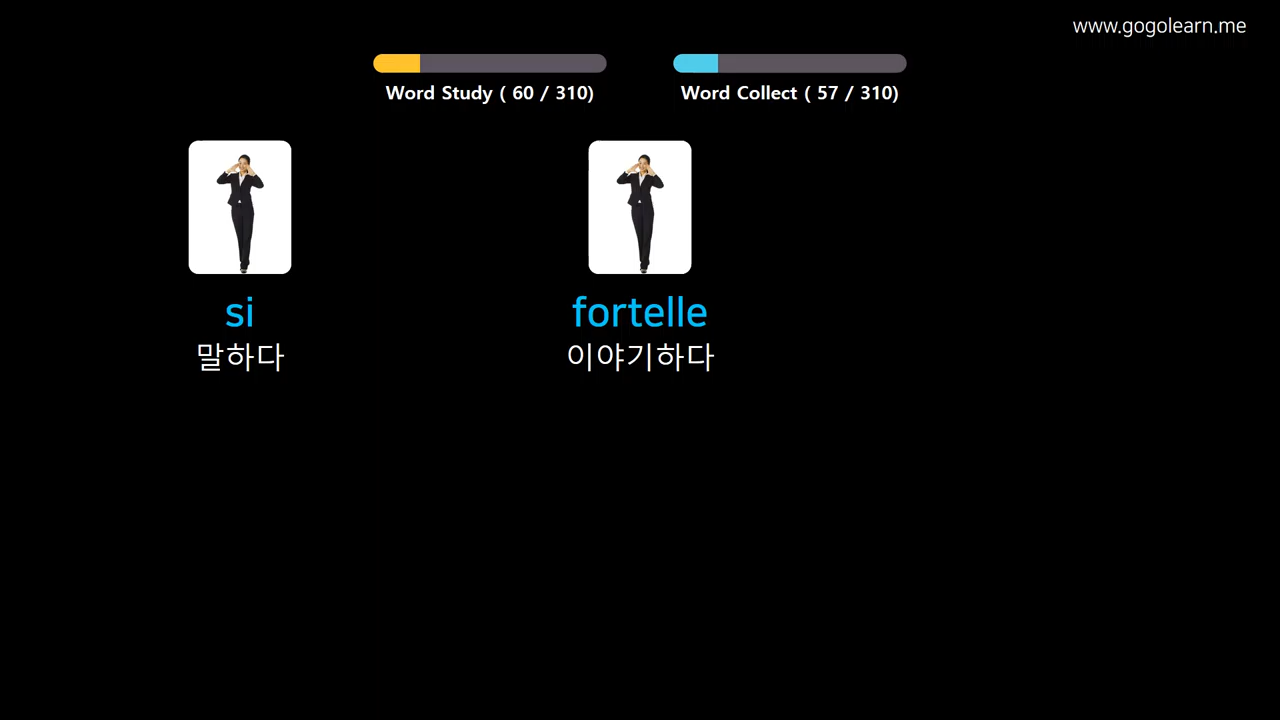 www.gogolearn.me
Word Study ( 60 / 310)
Word Collect ( 57 / 310)
si
말하다
fortelle
이야기하다